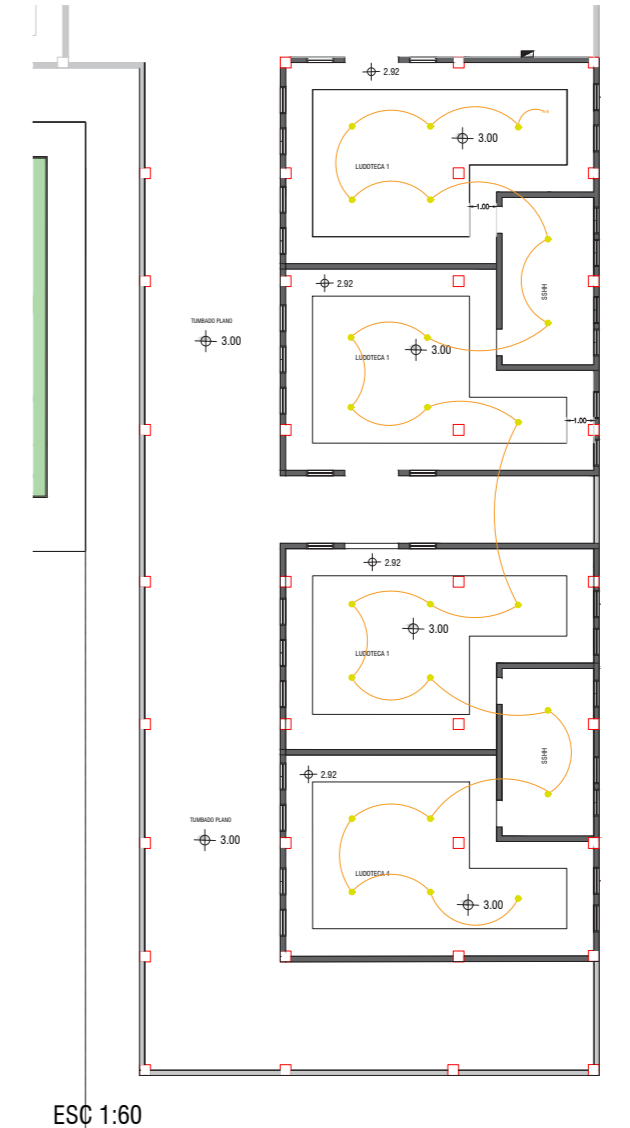 2.92
3.00
LUDOTECA 1
1.00
SSHH
2.92
TUMBADO PLANO
3.00
3.00
LUDOTECA 1
1.00
2.92
3.00
LUDOTECA 1
SSHH
2.92
TUMBADO PLANO
3.00
LUDOTECA 4
3.00
ESC 1:60